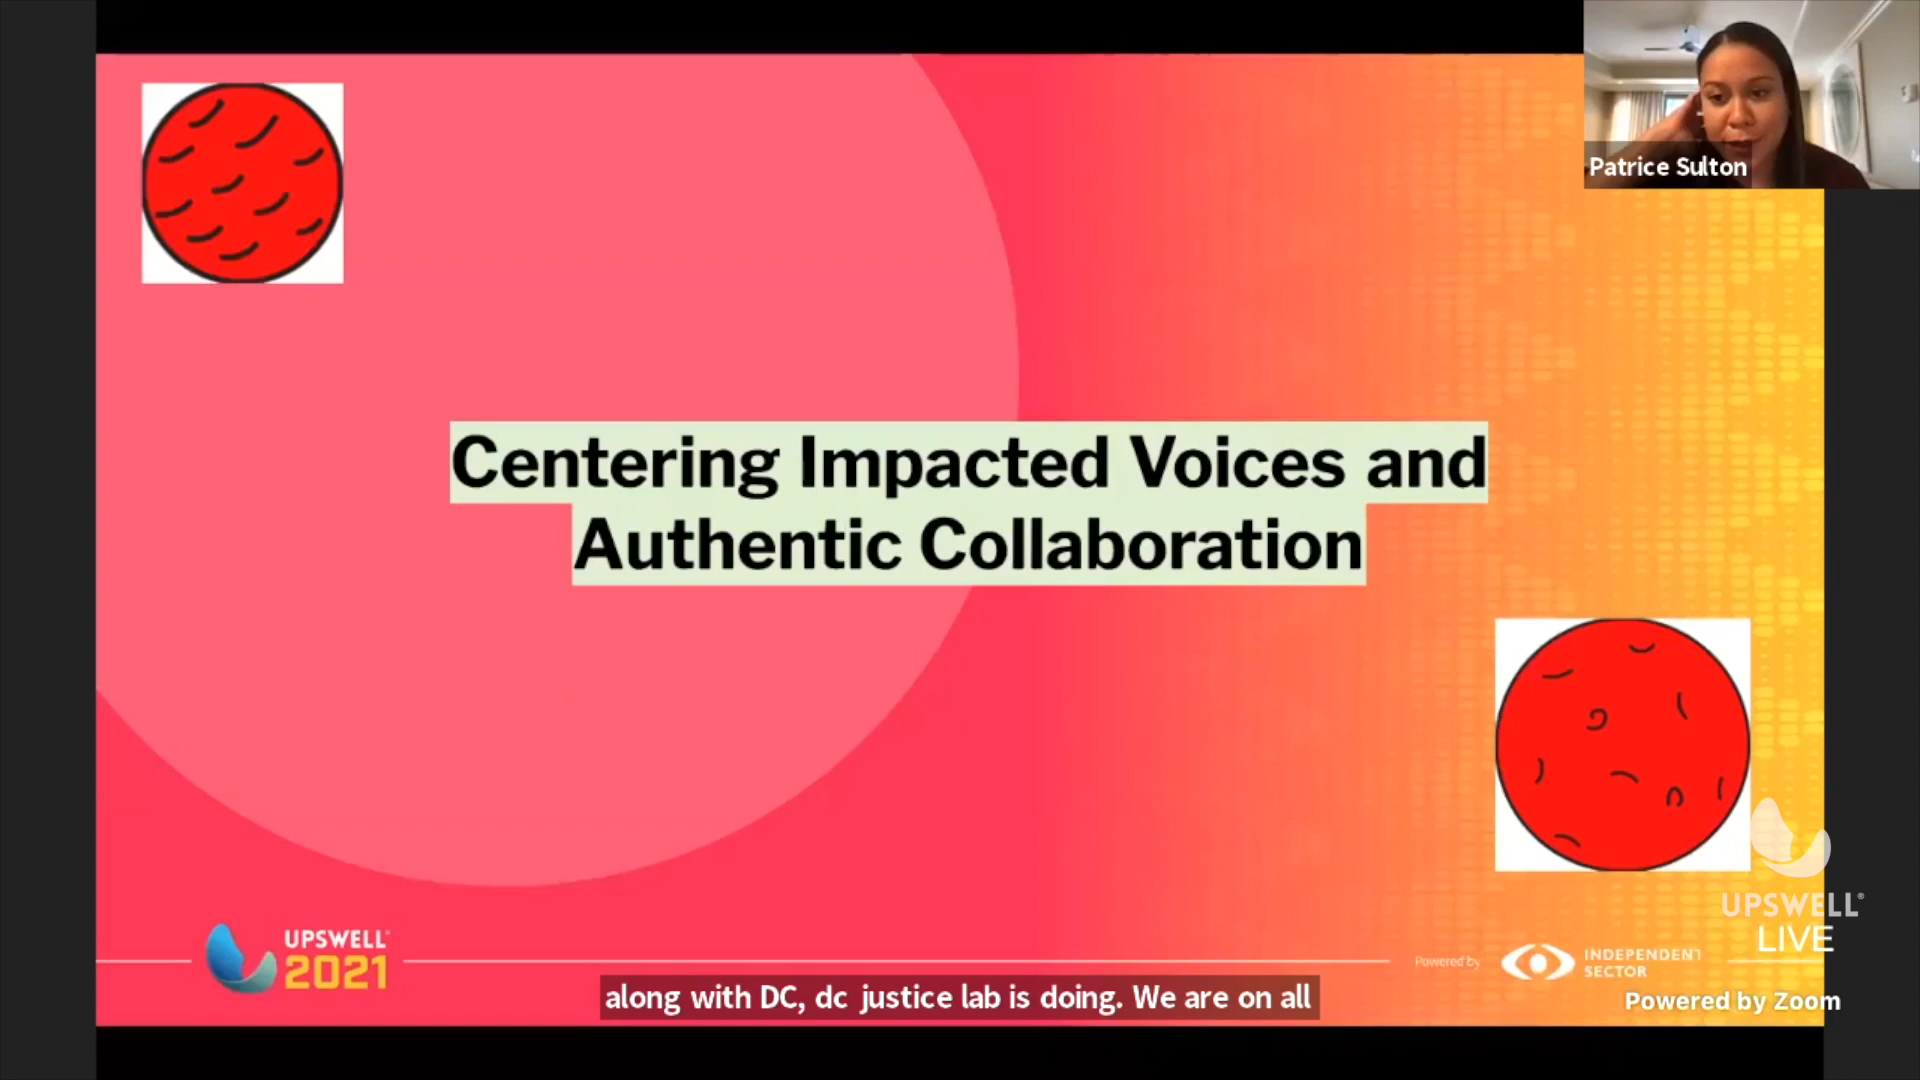 Patrice Sulton
Centering Impacted Voices and
Authentic Collaboration
UPSWELL®
LIVE
UPSWELL
2021
Powered by
INDEPENDENT
SECTOR
along with DC, dc justice lab is doing. We are on all
Powered by Zoom